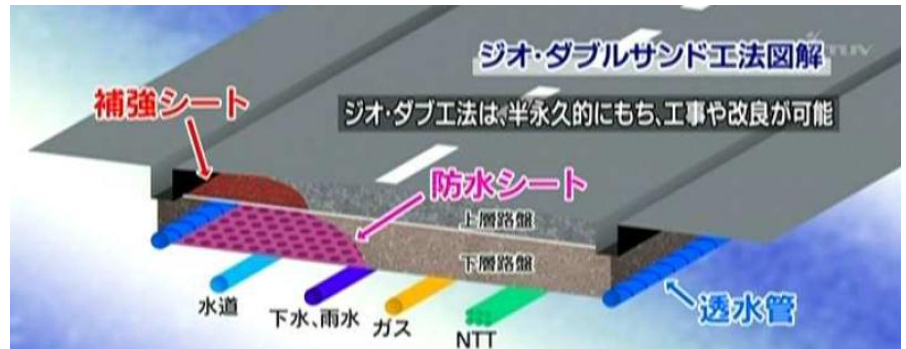 ジオ・ダブルサンド工法図解
ジオ・ダブ工法は、半永久的にもち、工事や改良が可能
補強シート
防水シート
上層路盤
下層路盤
水道
下水、雨水
ガス
NTT
透水管